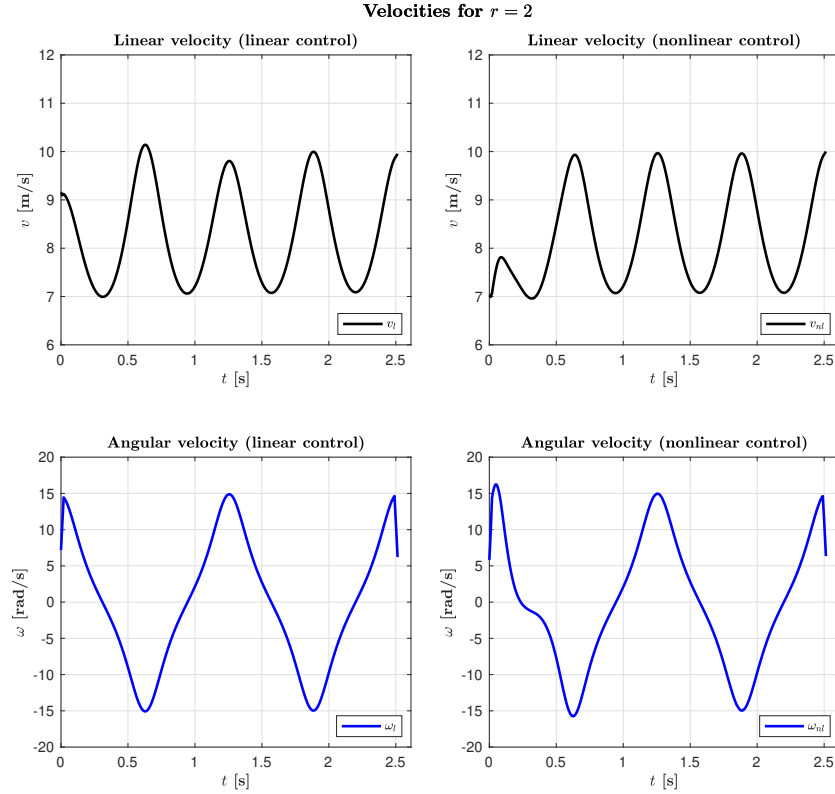 Velocities for r = 2
Linear velocity (linear control)
12
11
10
9
8
7
6
v [m/s]
v_l
0 0.5 1 1.5 2 2.5
t [s]
Linear velocity (nonlinear control)
12
11
10
9
8
7
6
v [m/s]
v_{nl}
0 0.5 1 1.5 2 2.5
t [s]
Angular velocity (linear control)
20
15
10
5
0
-5
-10
-15
-20
ω [rad/s]
ω_l
0 0.5 1 1.5 2 2.5
t [s]
Angular velocity (nonlinear control)
20
15
10
5
0
-5
-10
-15
-20
ω [rad/s]
ω_{nl}
0 0.5 1 1.5 2 2.5
t [s]